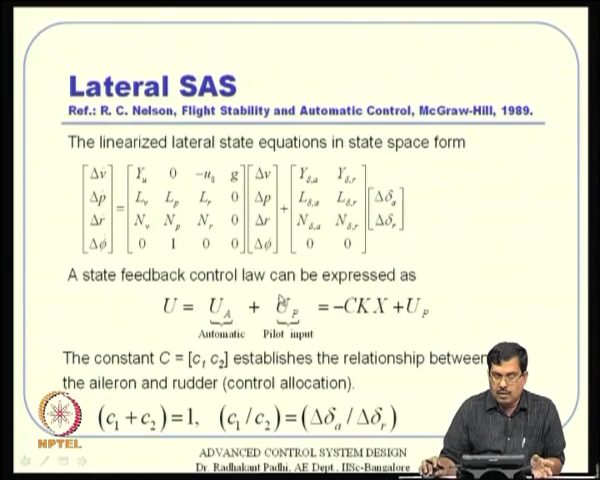 Lateral SAS
Ref.: R. C. Nelson, Flight Stability and Automatic Control, McGraw-Hill, 1989.
The linearized lateral state equations in state space form
[Δv̇; Δṗ; Δṙ; Δφ̇] = [Y_u 0 −u_0 g; L_v L_p L_r 0; N_v N_p N_r 0; 0 1 0 0] [Δv; Δp; Δr; Δφ] + [Y_δ,a Y_δ,r; L_δ,a L_δ,r; N_δ,a N_δ,r; 0 0] [Δδ_a; Δδ_r]
A state feedback control law can be expressed as
U = U_A + U_P = −CKX + U_P
Automatic Pilot input
The constant C = [c_1 c_2] establishes the relationship between
the aileron and rudder (control allocation).
(c_1 + c_2) = 1, (c_1 / c_2) = (Δδ_a / Δδ_r)
NPTEL
ADVANCED CONTROL SYSTEM DESIGN
Dr. Radhakant Padhi, AE Dept., IISc-Bangalore